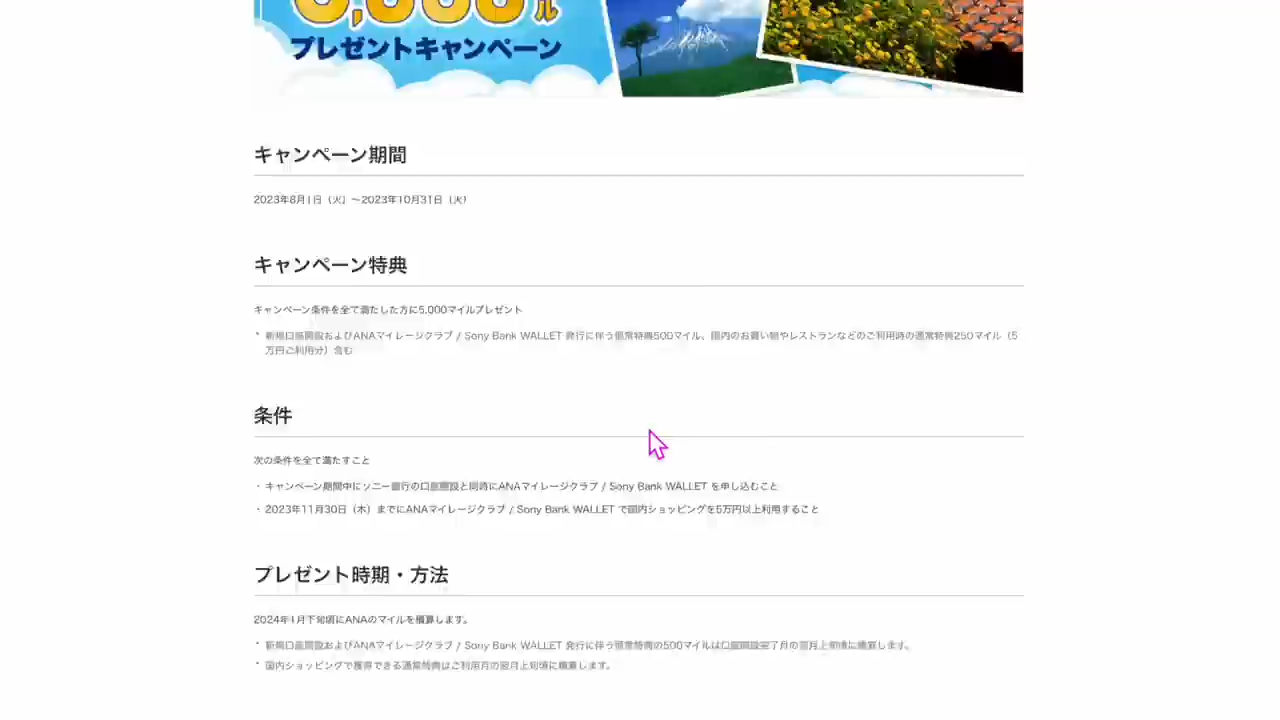 プレゼントキャンペーン
キャンペーン期間
2023年8月1日（火）～2023年10月31日（火）
キャンペーン特典
キャンペーン条件を全て満たした方に5,000マイルプレゼント
* 新規口座開設およびANAマイレージクラブ / Sony Bank WALLET 発行に伴う通常特典500マイル、国内のお買い物やレストランなどのご利用時の通常特典250マイル（5
万円ご利用分）含む
条件
次の条件を全て満たすこと
・キャンペーン期間中にソニー銀行の口座開設と同時にANAマイレージクラブ / Sony Bank WALLET を申し込むこと
・2023年11月30日（木）までにANAマイレージクラブ / Sony Bank WALLET で国内ショッピングを5万円以上利用すること
プレゼント時期・方法
2024年1月下旬頃にANAのマイルを積算します。
* 新規口座開設およびANAマイレージクラブ / Sony Bank WALLET 発行に伴う通常特典の500マイルは口座開設完了月の翌月上旬頃に積算します。
* 国内ショッピングで獲得できる通常特典はご利用月の翌月上旬頃に積算します。